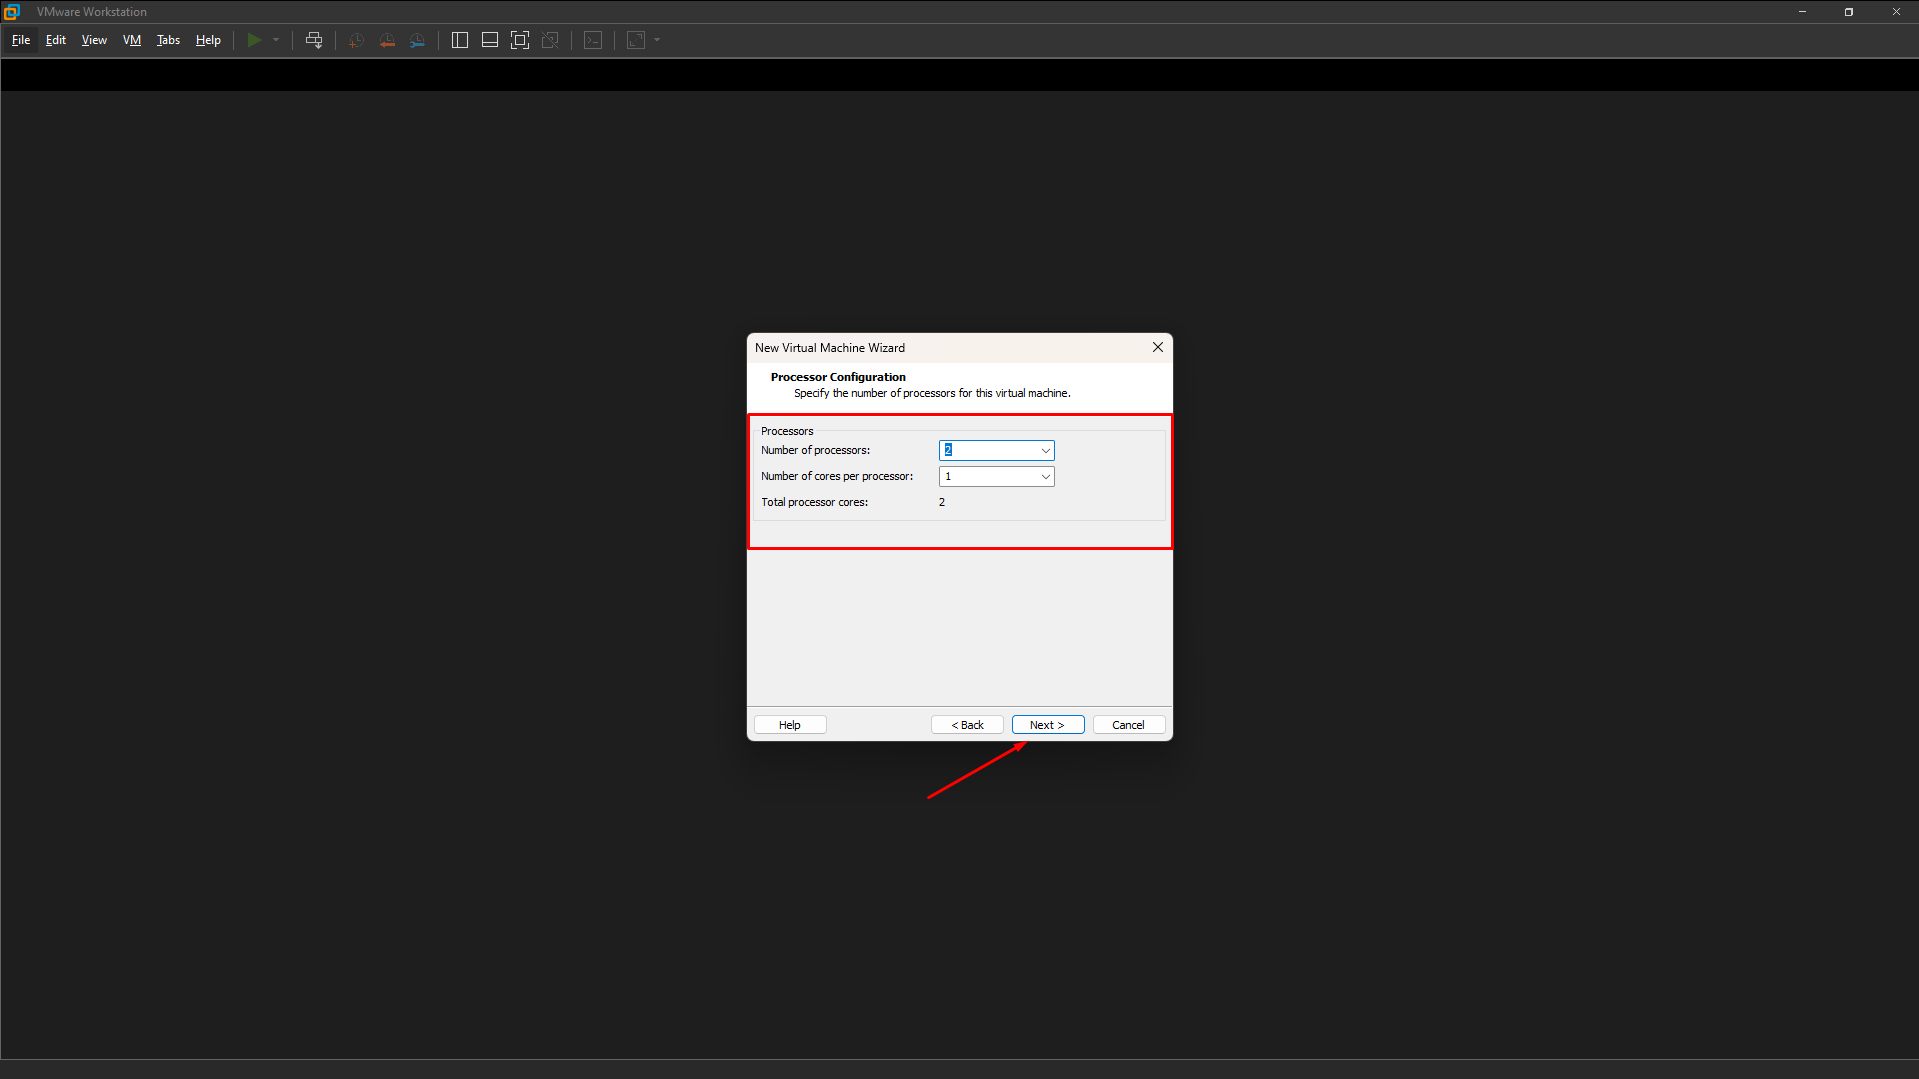 VMware Workstation
File Edit View VM Tabs Help
New Virtual Machine Wizard
Processor Configuration
Specify the number of processors for this virtual machine.
Processors
Number of processors: 2
Number of cores per processor: 1
Total processor cores: 2
Help < Back Next > Cancel